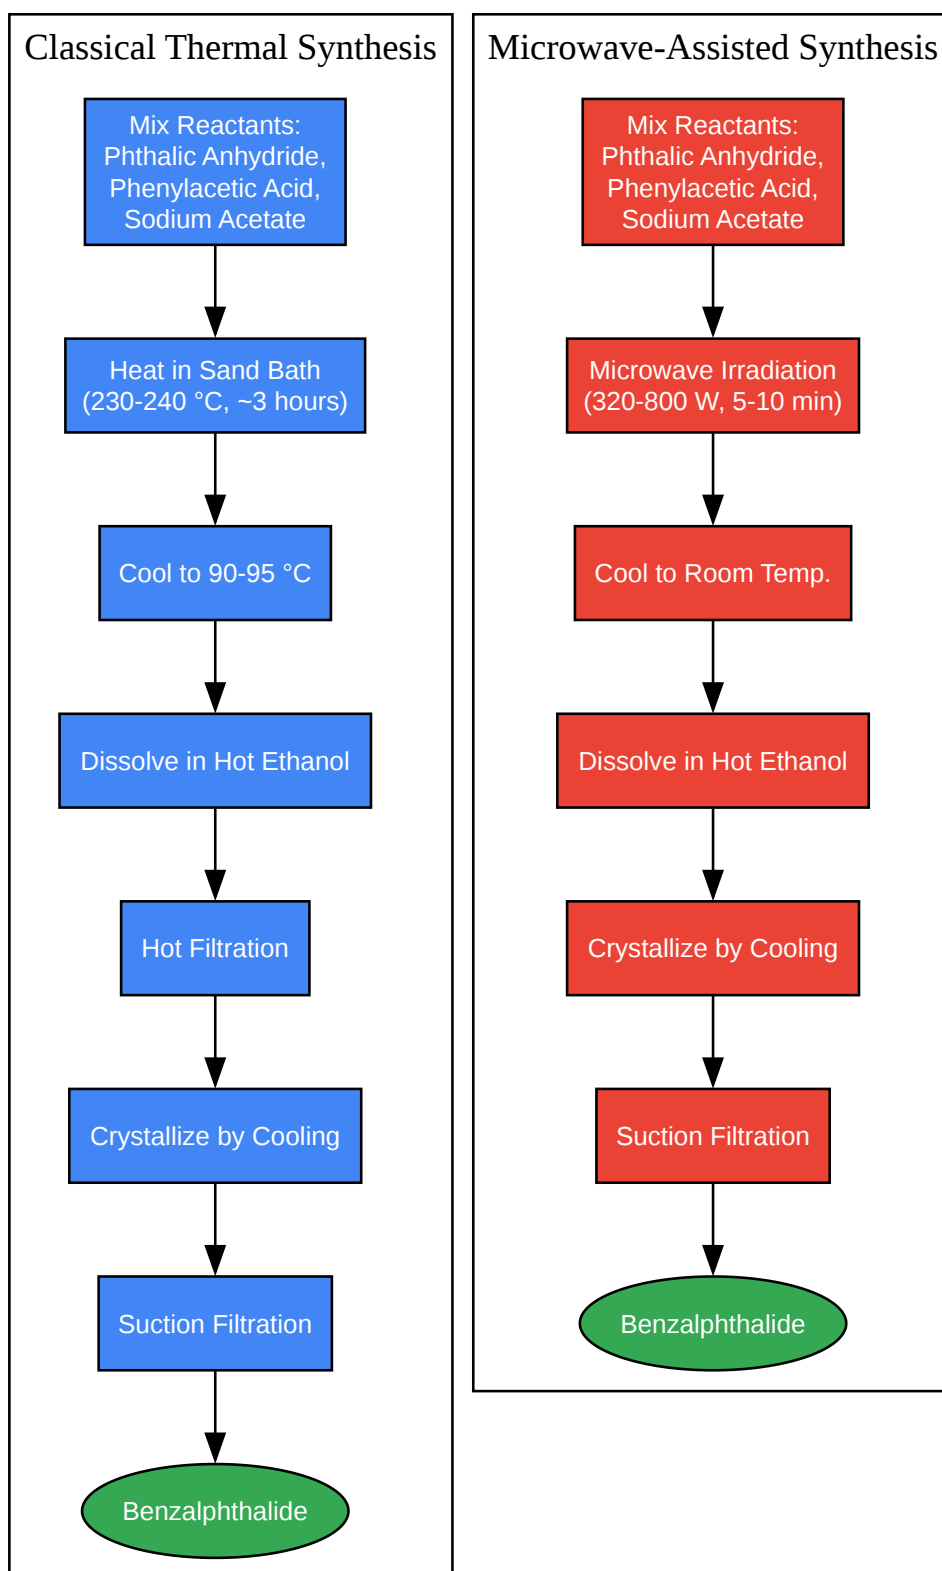 Classical Thermal Synthesis
Mix Reactants:
Phthalic Anhydride,
Phenylacetic Acid,
Sodium Acetate
Heat in Sand Bath
(230-240 °C, ~3 hours)
Cool to 90-95 °C
Dissolve in Hot Ethanol
Hot Filtration
Crystallize by Cooling
Suction Filtration
Benzalphthalide
Microwave-Assisted Synthesis
Mix Reactants:
Phthalic Anhydride,
Phenylacetic Acid,
Sodium Acetate
Microwave Irradiation
(320-800 W, 5-10 min)
Cool to Room Temp.
Dissolve in Hot Ethanol
Crystallize by Cooling
Suction Filtration
Benzalphthalide